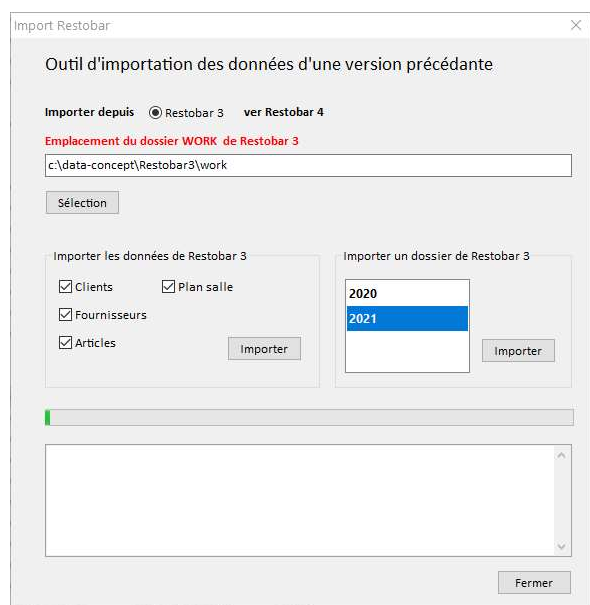 Import Restobar
Outil d'importation des données d'une version précédante
Importer depuis Restobar 3 ver Restobar 4
Emplacement du dossier WORK de Restobar 3
c:\data-concept\Restobar3\work
Sélection
Importer les données de Restobar 3
Clients Plan salle
Fournisseurs
Articles
Importer
Importer un dossier de Restobar 3
2020
2021
Importer
Fermer